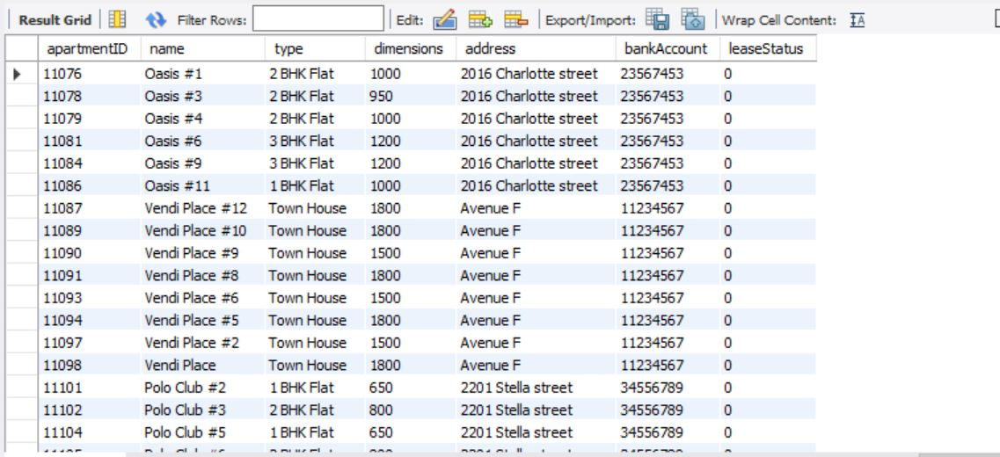 Result Grid Filter Rows: Edit: Export/Import: Wrap Cell Content: IA
apartmentID name type dimensions address bankAccount leaseStatus
11076 Oasis #1 2 BHK Flat 1000 2016 Charlotte street 23567453 0
11078 Oasis #3 2 BHK Flat 950 2016 Charlotte street 23567453 0
11079 Oasis #4 2 BHK Flat 1000 2016 Charlotte street 23567453 0
11081 Oasis #6 3 BHK Flat 1200 2016 Charlotte street 23567453 0
11084 Oasis #9 3 BHK Flat 1200 2016 Charlotte street 23567453 0
11086 Oasis #11 1 BHK Flat 1000 2016 Charlotte street 23567453 0
11087 Vendi Place #12 Town House 1800 Avenue F 11234567 0
11089 Vendi Place #10 Town House 1800 Avenue F 11234567 0
11090 Vendi Place #9 Town House 1500 Avenue F 11234567 0
11091 Vendi Place #8 Town House 1800 Avenue F 11234567 0
11093 Vendi Place #6 Town House 1500 Avenue F 11234567 0
11094 Vendi Place #5 Town House 1800 Avenue F 11234567 0
11097 Vendi Place #2 Town House 1500 Avenue F 11234567 0
11098 Vendi Place Town House 1800 Avenue F 11234567 0
11101 Polo Club #2 1 BHK Flat 650 2201 Stella street 34556789 0
11102 Polo Club #3 2 BHK Flat 800 2201 Stella street 34556789 0
11104 Polo Club #5 1 BHK Flat 650 2201 Stella street 34556789 0